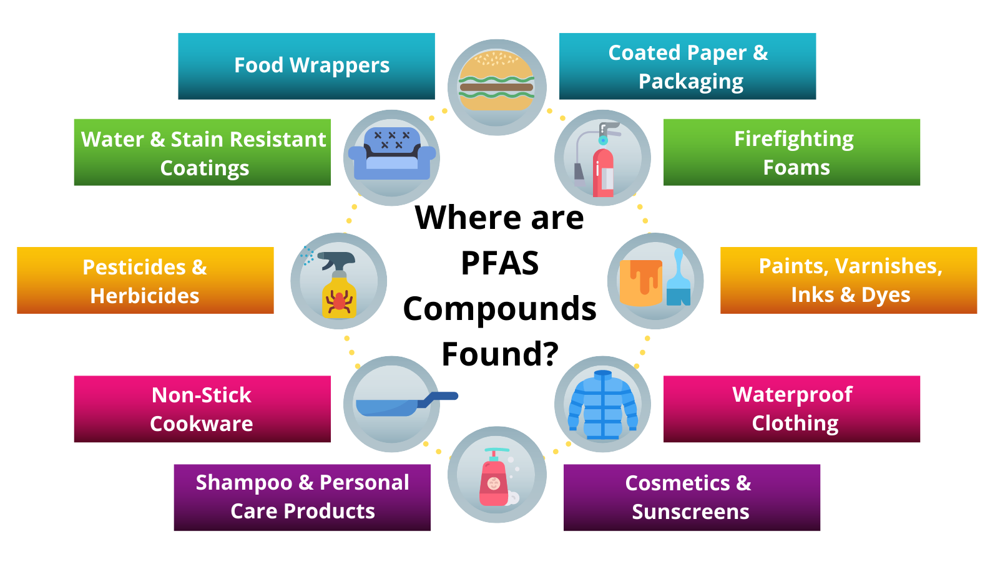 Food Wrappers
Coated Paper &
Packaging
Water & Stain Resistant
Coatings
Firefighting
Foams
Where are
PFAS
Compounds
Found?
Pesticides &
Herbicides
Paints, Varnishes,
Inks & Dyes
Non-Stick
Cookware
Waterproof
Clothing
Shampoo & Personal
Care Products
Cosmetics &
Sunscreens